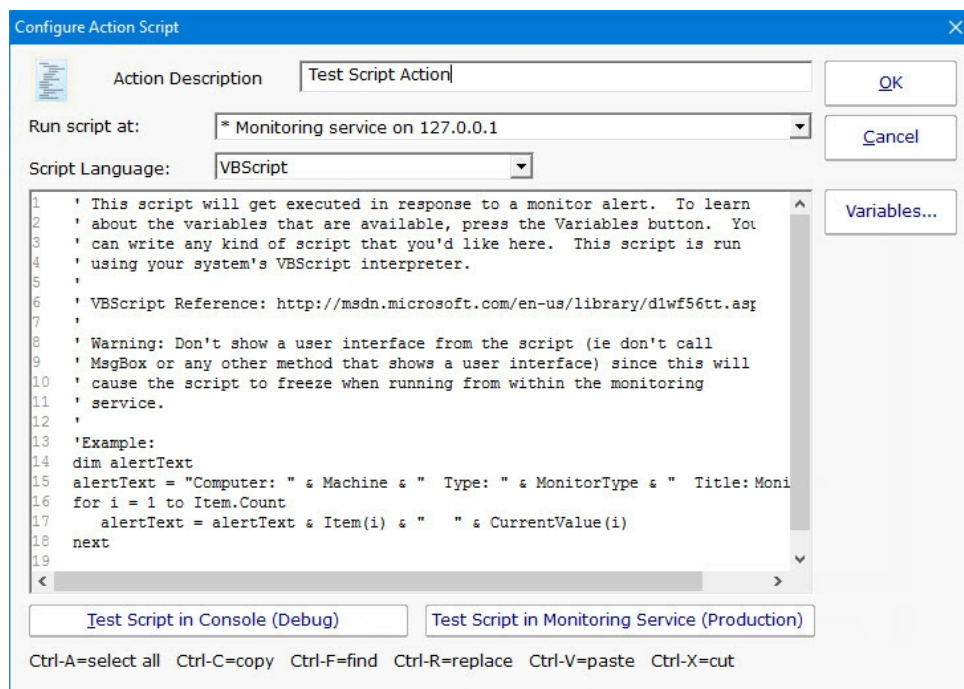 Configure Action Script
Action Description
Test Script Action
OK
Run script at:
* Monitoring service on 127.0.0.1
Cancel
Script Language:
VBScript
Variables...
1 ' This script will get executed in response to a monitor alert.  To learn
2 ' about the variables that are available, press the Variables button.  You
3 ' can write any kind of script that you'd like here.  This script is run
4 ' using your system's VBScript interpreter.
5 '
6 ' VBScript Reference: http://msdn.microsoft.com/en-us/library/d1wf56tt.asp
7 '
8 ' Warning: Don't show a user interface from the script (ie don't call
9 ' MsgBox or any other method that shows a user interface) since this will
10 ' cause the script to freeze when running from within the monitoring
11 ' service.
12 '
13 'Example:
14 dim alertText
15 alertText = "Computer: " & Machine & "  Type: " & MonitorType & "  Title: Moni
16 for i = 1 to Item.Count
17    alertText = alertText & Item(i) & "   " & CurrentValue(i)
18 next
19
Test Script in Console (Debug)
Test Script in Monitoring Service (Production)
Ctrl-A=select all Ctrl-C=copy Ctrl-F=find Ctrl-R=replace Ctrl-V=paste Ctrl-X=cut